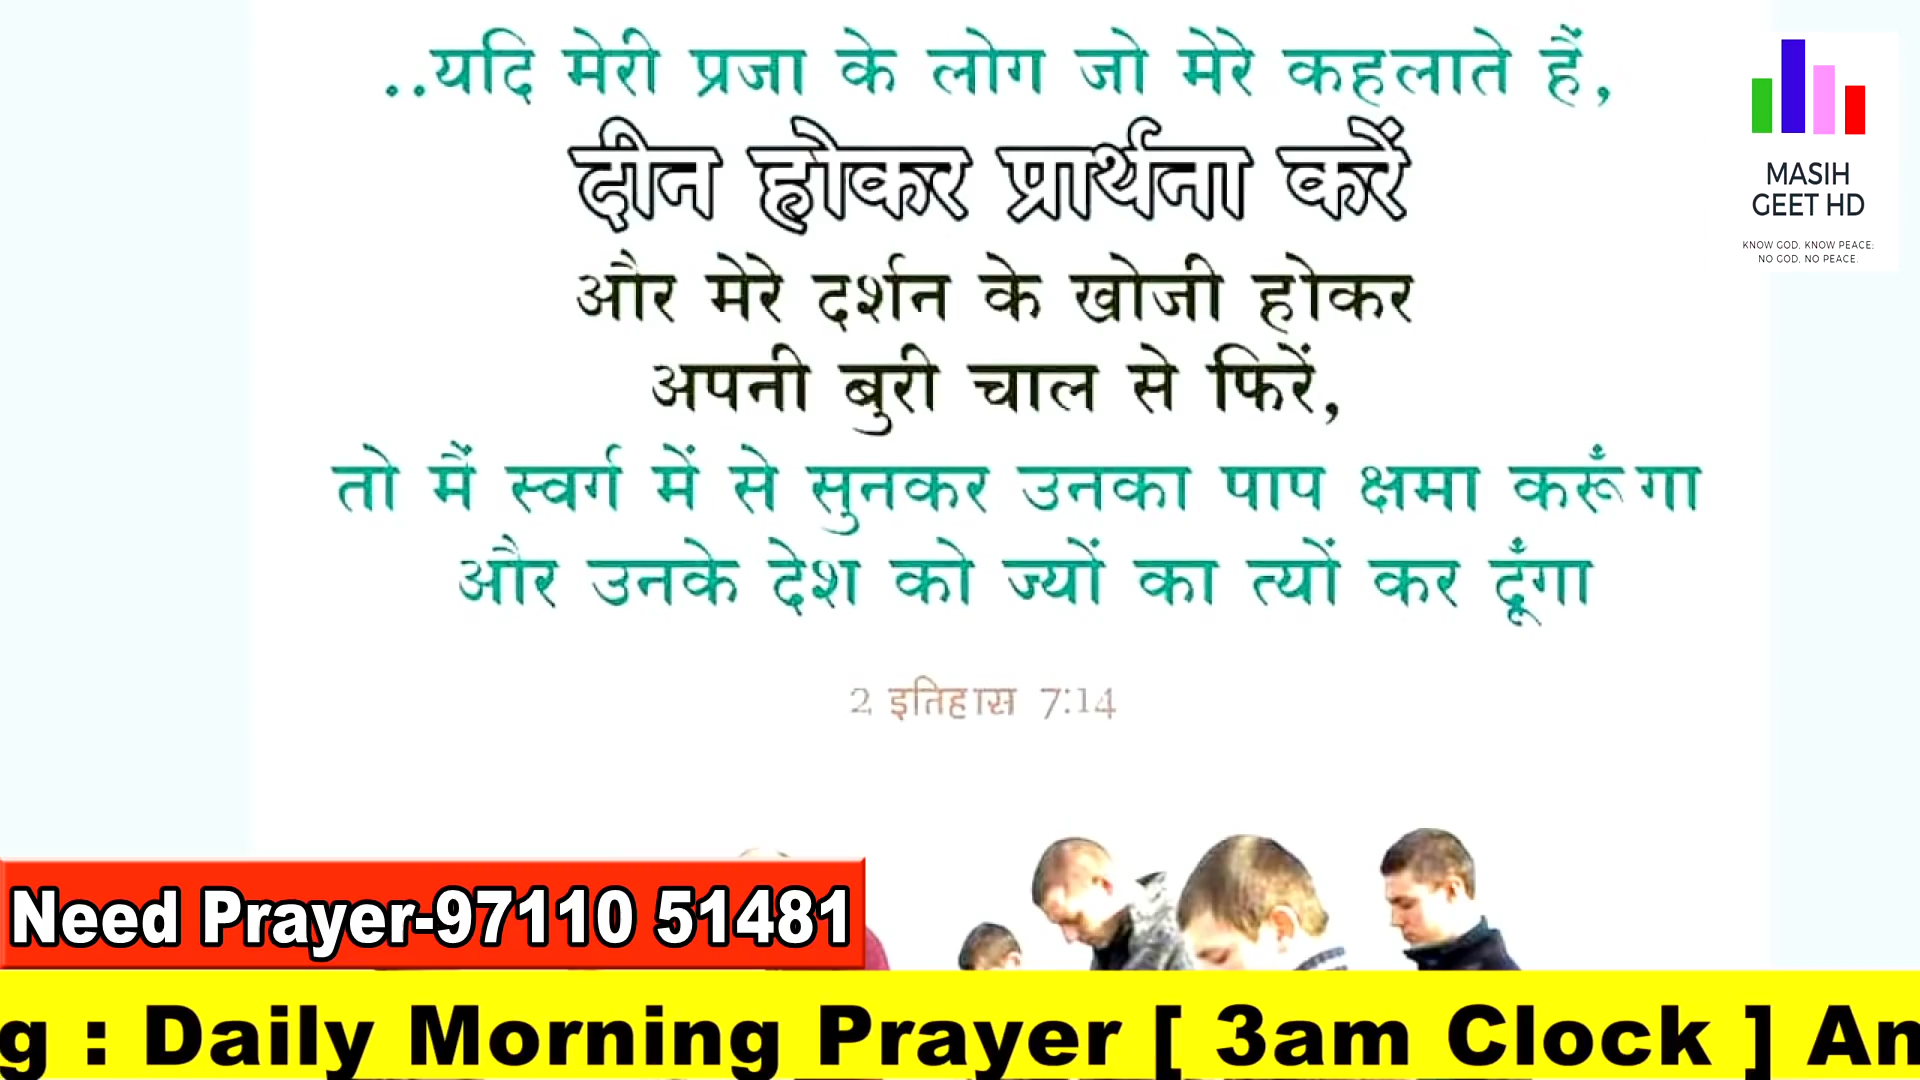 ..यदि मेरी प्रजा के लोग जो मेरे कहलाते हैं,
दीन होकर प्रार्थना करें
और मेरे दर्शन के खोजी होकर
अपनी बुरी चाल से फिरें,
तो मैं स्वर्ग में से सुनकर उनका पाप क्षमा करूँगा
और उनके देश को ज्यों का त्यों कर दूँगा
2 इतिहास 7:14
MASIH
GEET HD
KNOW GOD, KNOW PEACE;
NO GOD, NO PEACE.
Need Prayer-97110 51481
g : Daily Morning Prayer [ 3am Clock ] An